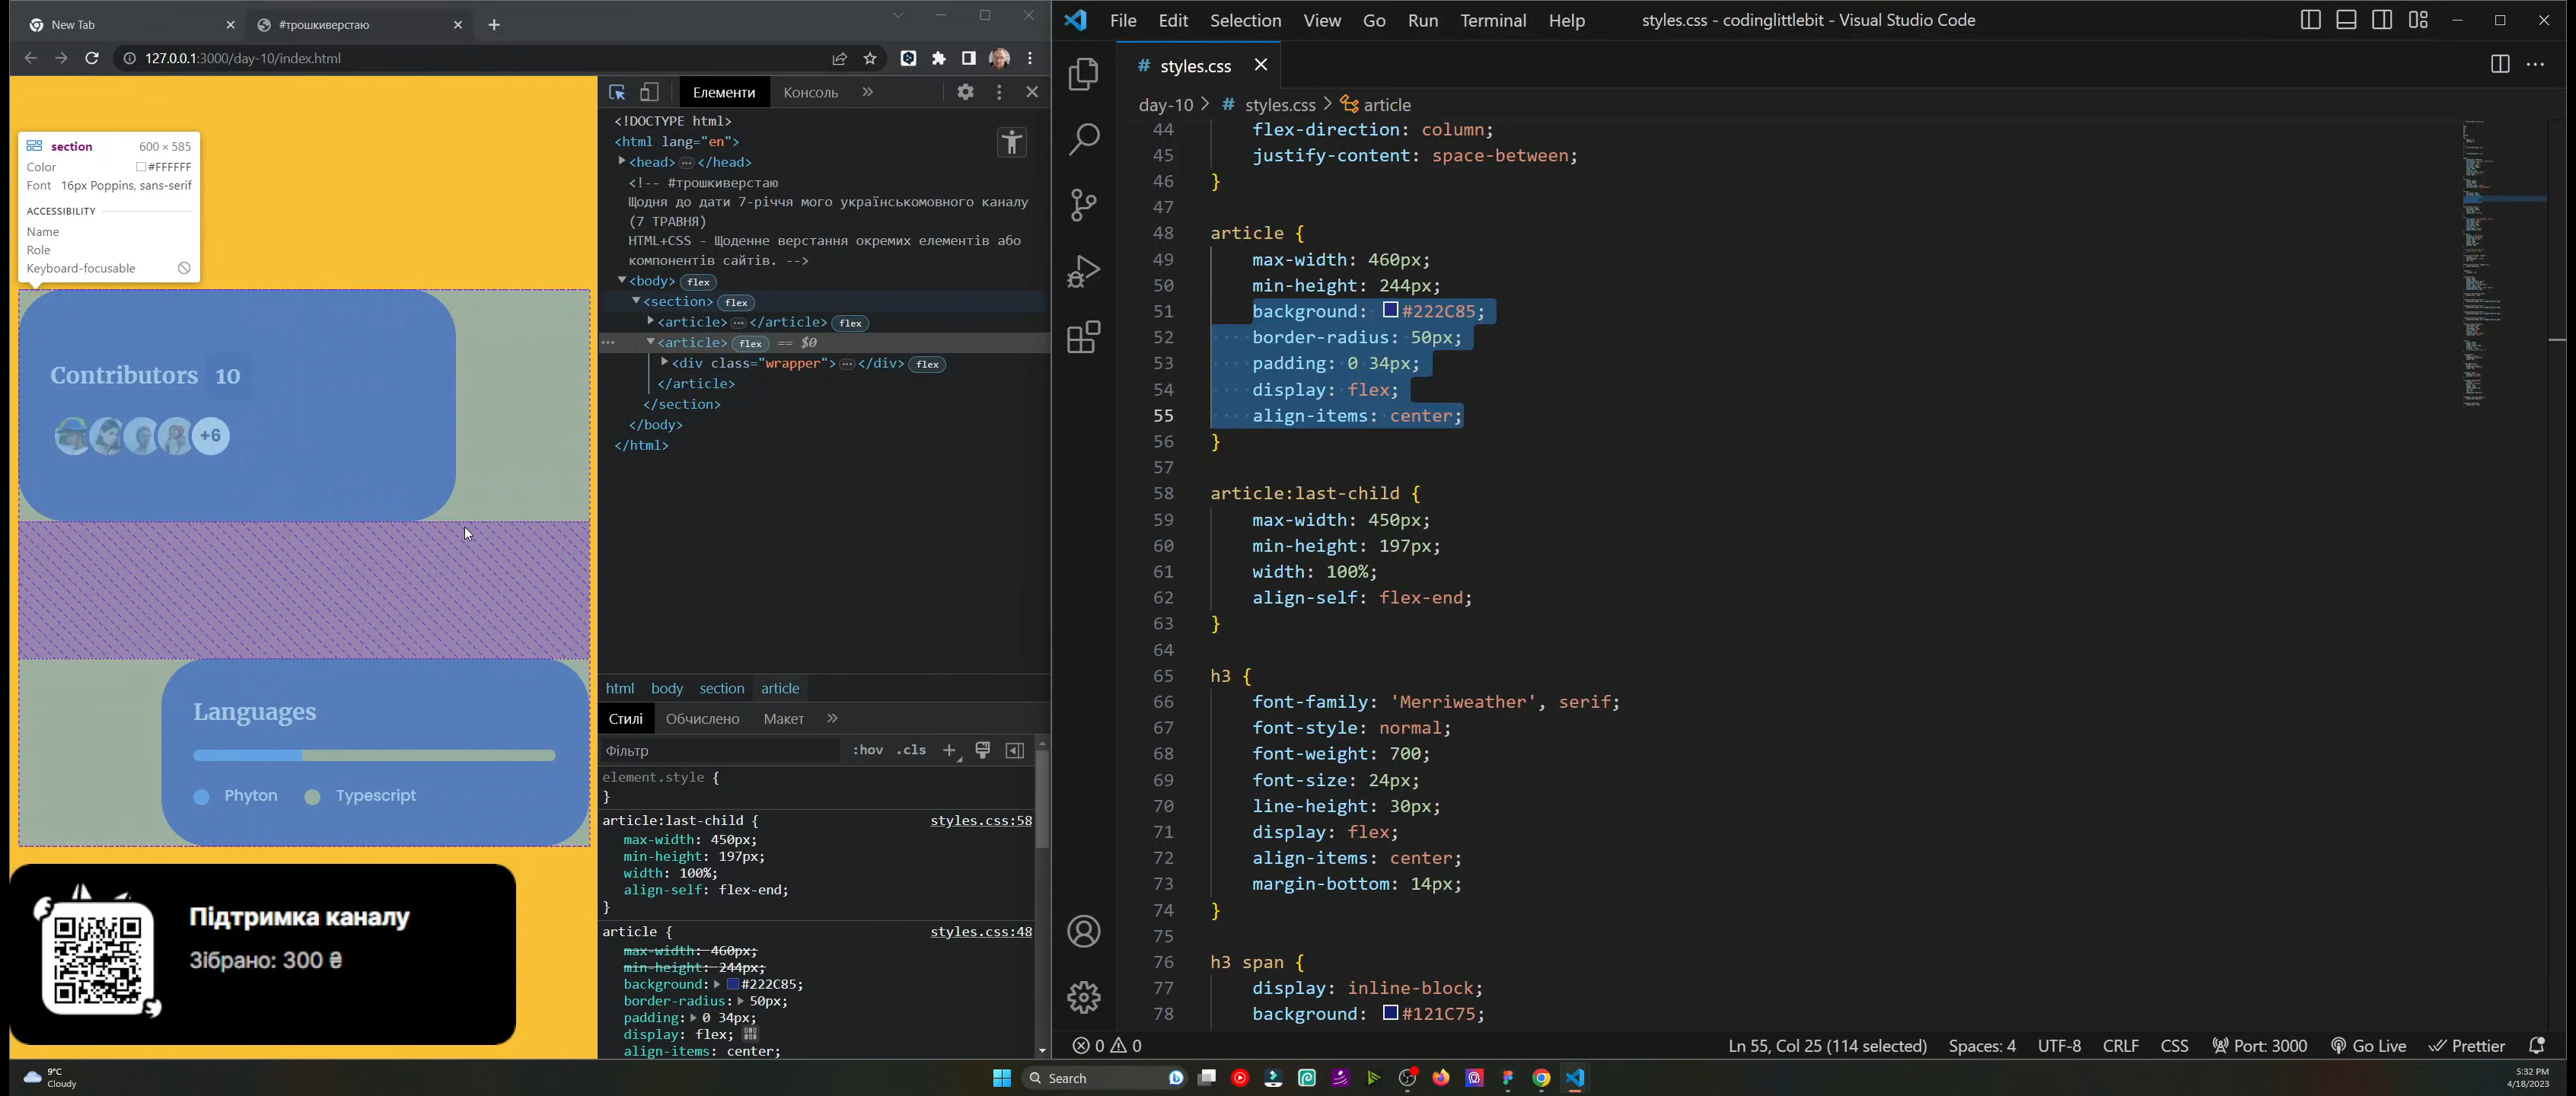 New Tab
#трошкиверстаю
127.0.0.1:3000/day-10/index.html
section 600 × 585
Color #FFFFFF
Font 16px Poppins, sans-serif
ACCESSIBILITY
Name
Role
Keyboard-focusable
Contributors 10
+6
Languages
Phyton Typescript
Підтримка каналу
Зібрано: 300 ₴
Елементи Консоль »
<!DOCTYPE html>
<html lang="en">
<head> … </head>
<!-- #трошкиверстаю
Щодня до дати 7-річчя мого українськомовного каналу
(7 ТРАВНЯ)
HTML+CSS - Щоденне верстання окремих елементів або
компонентів сайтів. -->
<body> flex
<section> flex
<article> … </article> flex
… <article> flex == $0
<div class="wrapper"> … </div> flex
</article>
</section>
</body>
</html>
html body section article
Стилі Обчислено Макет »
Фільтр :hov .cls
element.style {
}
article:last-child { styles.css:58
max-width: 450px;
min-height: 197px;
width: 100%;
align-self: flex-end;
}
article { styles.css:48
max-width: 460px;
min-height: 244px;
background: #222C85;
border-radius: 50px;
padding: 0 34px;
display: flex;
align-items: center;
File Edit Selection View Go Run Terminal Help
styles.css - codinglittlebit - Visual Studio Code
# styles.css
day-10 > # styles.css > article
44 flex-direction: column;
45 justify-content: space-between;
46 }
47
48 article {
49 max-width: 460px;
50 min-height: 244px;
51 background: #222C85;
52 border-radius: 50px;
53 padding: 0 34px;
54 display: flex;
55 align-items: center;
56 }
57
58 article:last-child {
59 max-width: 450px;
60 min-height: 197px;
61 width: 100%;
62 align-self: flex-end;
63 }
64
65 h3 {
66 font-family: 'Merriweather', serif;
67 font-style: normal;
68 font-weight: 700;
69 font-size: 24px;
70 line-height: 30px;
71 display: flex;
72 align-items: center;
73 margin-bottom: 14px;
74 }
75
76 h3 span {
77 display: inline-block;
78 background: #121C75;
0 0
Ln 55, Col 25 (114 selected) Spaces: 4 UTF-8 CRLF CSS Port: 3000 Go Live Prettier
9°C
Cloudy
Search
5:32 PM
4/18/2023